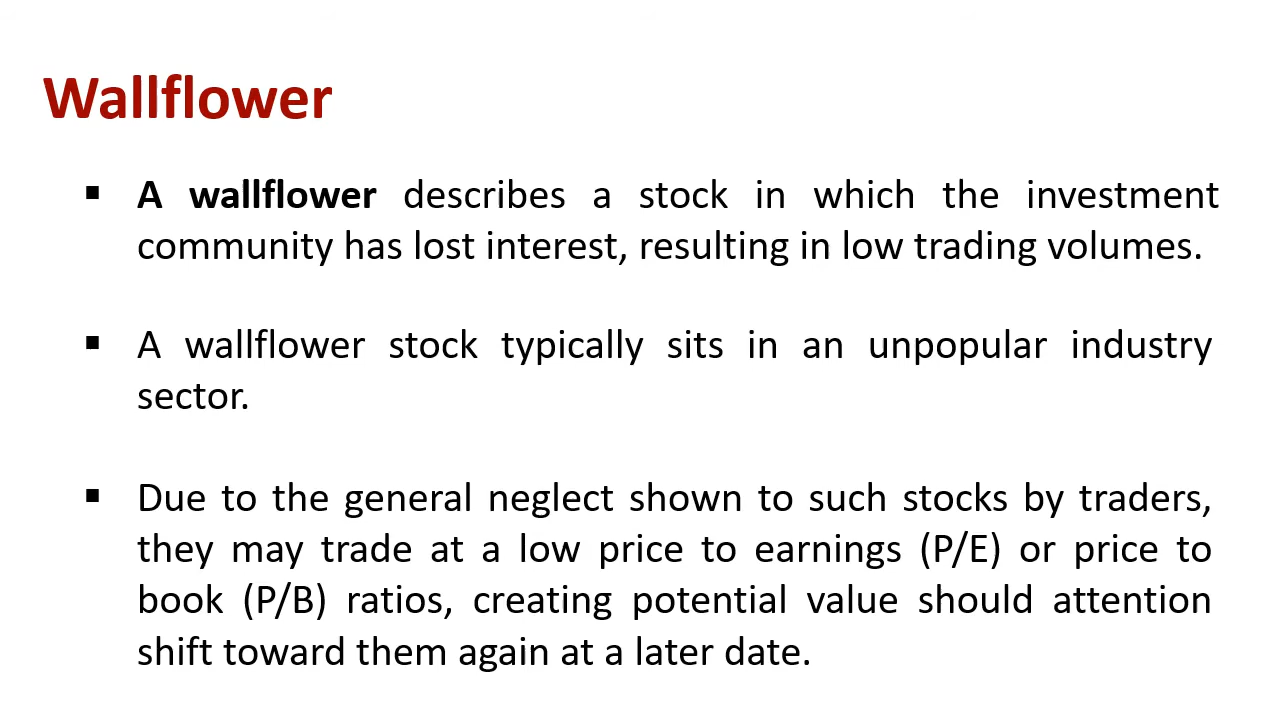 Wallflower
▪ A wallflower describes a stock in which the investment
community has lost interest, resulting in low trading volumes.
▪ A wallflower stock typically sits in an unpopular industry
sector.
▪ Due to the general neglect shown to such stocks by traders,
they may trade at a low price to earnings (P/E) or price to
book (P/B) ratios, creating potential value should attention
shift toward them again at a later date.